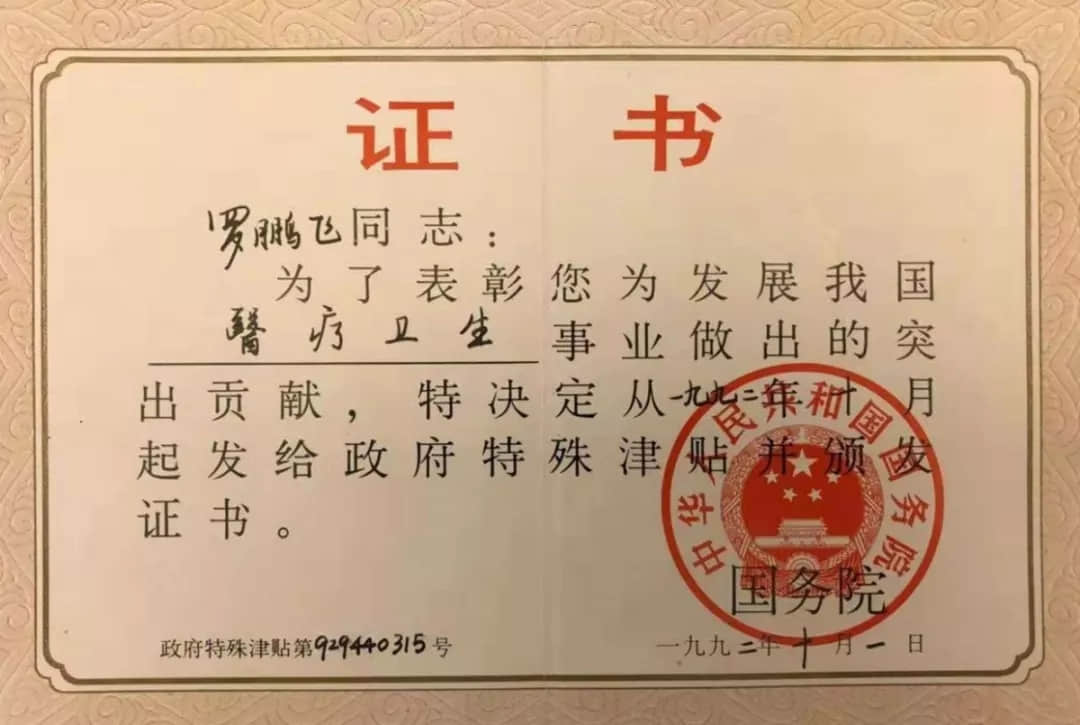 证书
罗鹏飞同志：
为了表彰您为发展我国
醫疗卫生事业做出的突
出贡献，特决定从一九九二年十月
起发给政府特殊津贴并颁发
证书。
中华人民共和国国务院
国务院
政府特殊津贴第929440315号
一九九二年十月一日